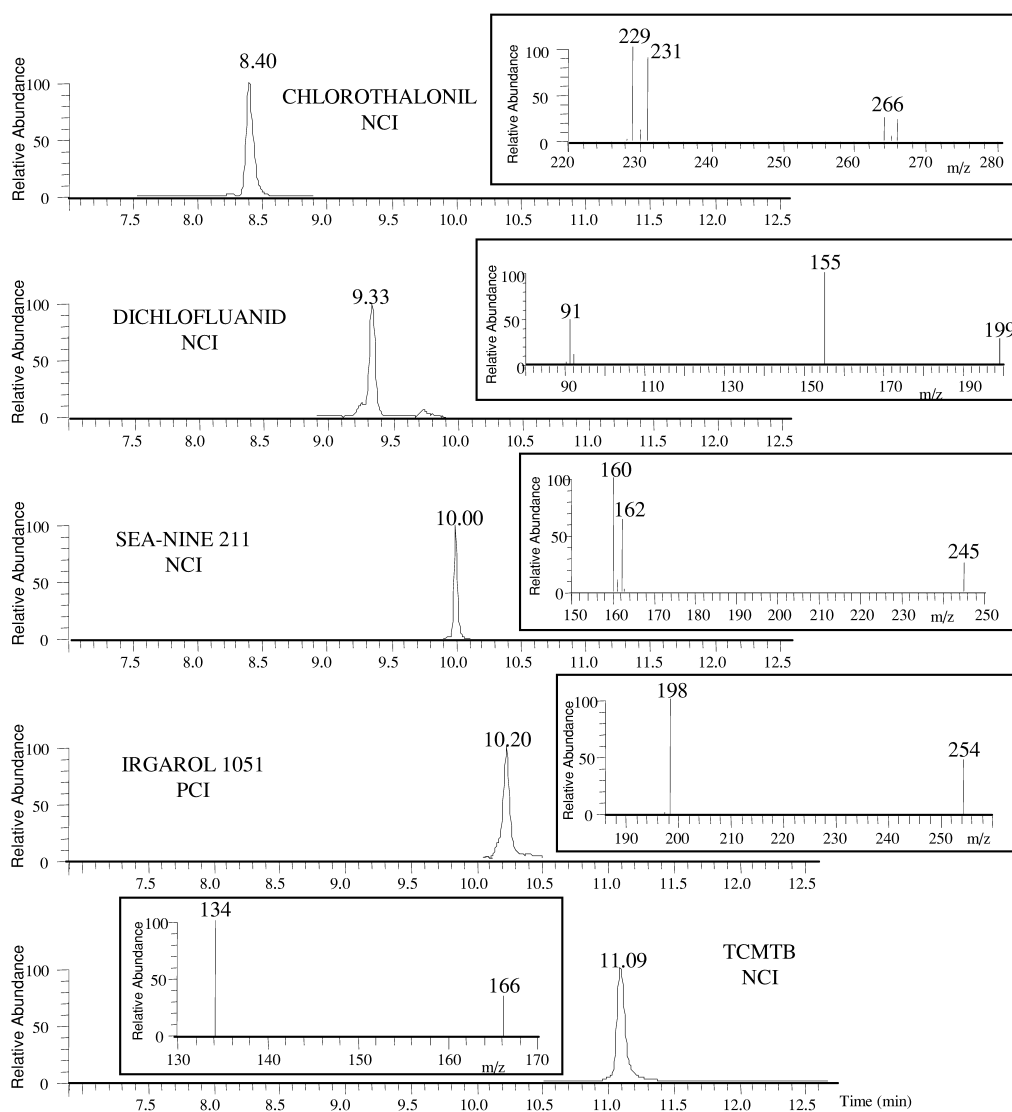 8.40
CHLOROTHALONIL
NCI
Relative Abundance
100
50
0
7.5 8.0 8.5 9.0 9.5 10.0 10.5 11.0 11.5 12.0 12.5
229
231
266
Relative Abundance
100
50
0
220 230 240 250 260 270 280
m/z
9.33
DICHLOFLUANID
NCI
Relative Abundance
100
50
0
7.5 8.0 8.5 9.0 9.5 10.0 10.5 11.0 11.5 12.0 12.5
155
91
199
Relative Abundance
100
50
0
90 110 130 150 170 190
m/z
10.00
SEA-NINE 211
NCI
Relative Abundance
100
50
0
7.5 8.0 8.5 9.0 9.5 10.0 10.5 11.0 11.5 12.0 12.5
160
162
245
Relative Abundance
100
50
0
150 160 170 180 190 200 210 220 230 m/z 250
10.20
IRGAROL 1051
PCI
Relative Abundance
100
50
0
7.5 8.0 8.5 9.0 9.5 10.0 10.5 11.0 11.5 12.0 12.5
198
254
Relative Abundance
100
50
0
190 200 210 220 230 240 250 m/z
11.09
TCMTB
NCI
Relative Abundance
100
50
0
7.5 8.0 8.5 9.0 9.5 10.0 10.5 11.0 11.5 12.0 12.5 Time (min)
134
166
Relative Abundance
100
50
0
130 140 150 160 170
m/z